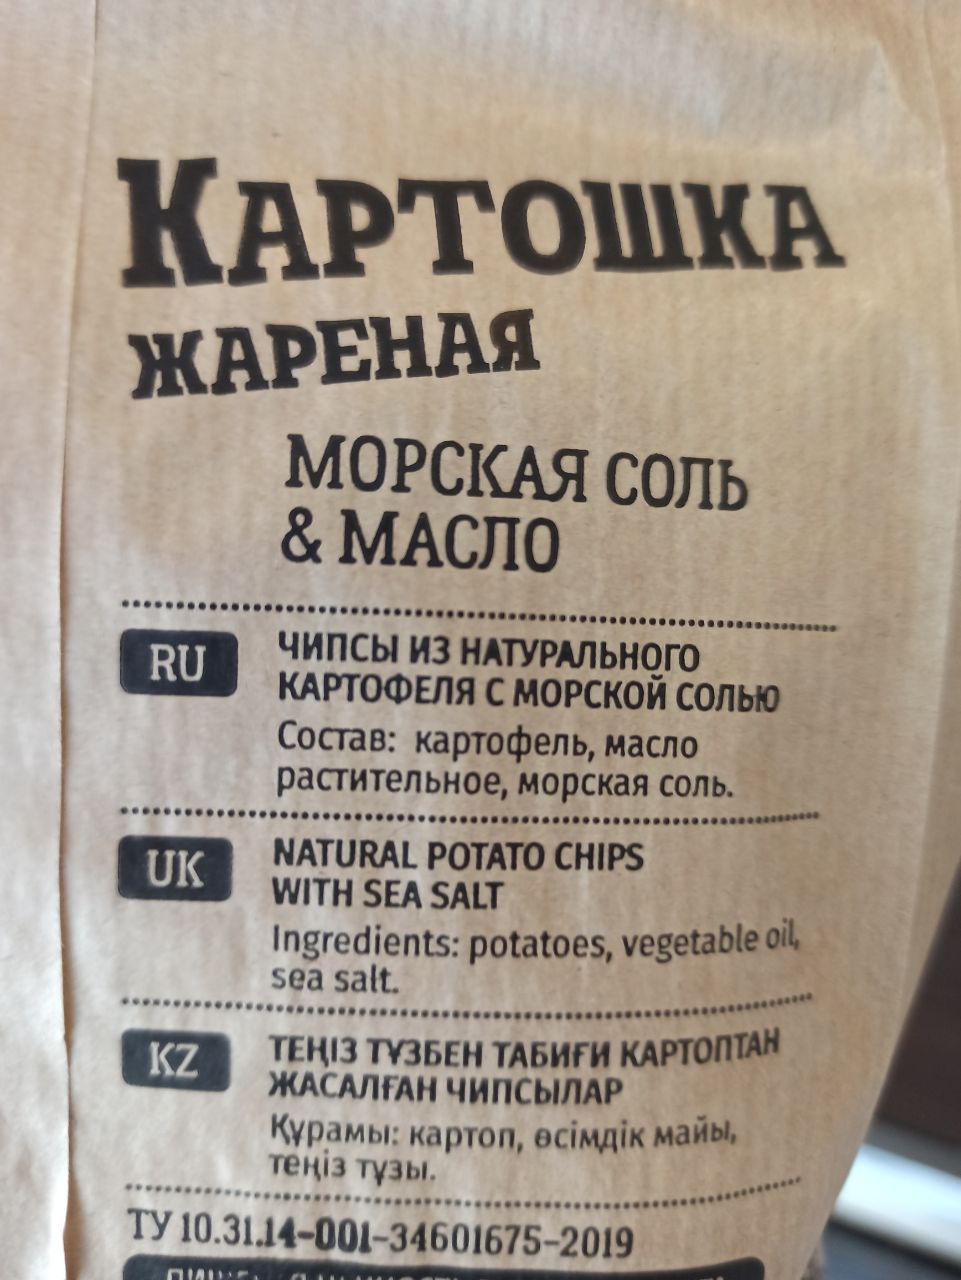 КАРТОШКА
ЖАРЕНАЯ
МОРСКАЯ СОЛЬ
& МАСЛО
RU
ЧИПСЫ ИЗ НАТУРАЛЬНОГО
КАРТОФЕЛЯ С МОРСКОЙ СОЛЬЮ
Состав: картофель, масло
растительное, морская соль.
UK
NATURAL POTATO CHIPS
WITH SEA SALT
Ingredients: potatoes, vegetable oil,
sea salt.
KZ
ТЕҢІЗ ТҰЗБЕН ТАБИҒИ КАРТОПТАН
ЖАСАЛҒАН ЧИПСЫЛАР
Құрамы: картоп, өсімдік майы,
теңіз тұзы.
ТУ 10.31.14-001-34601675-2019